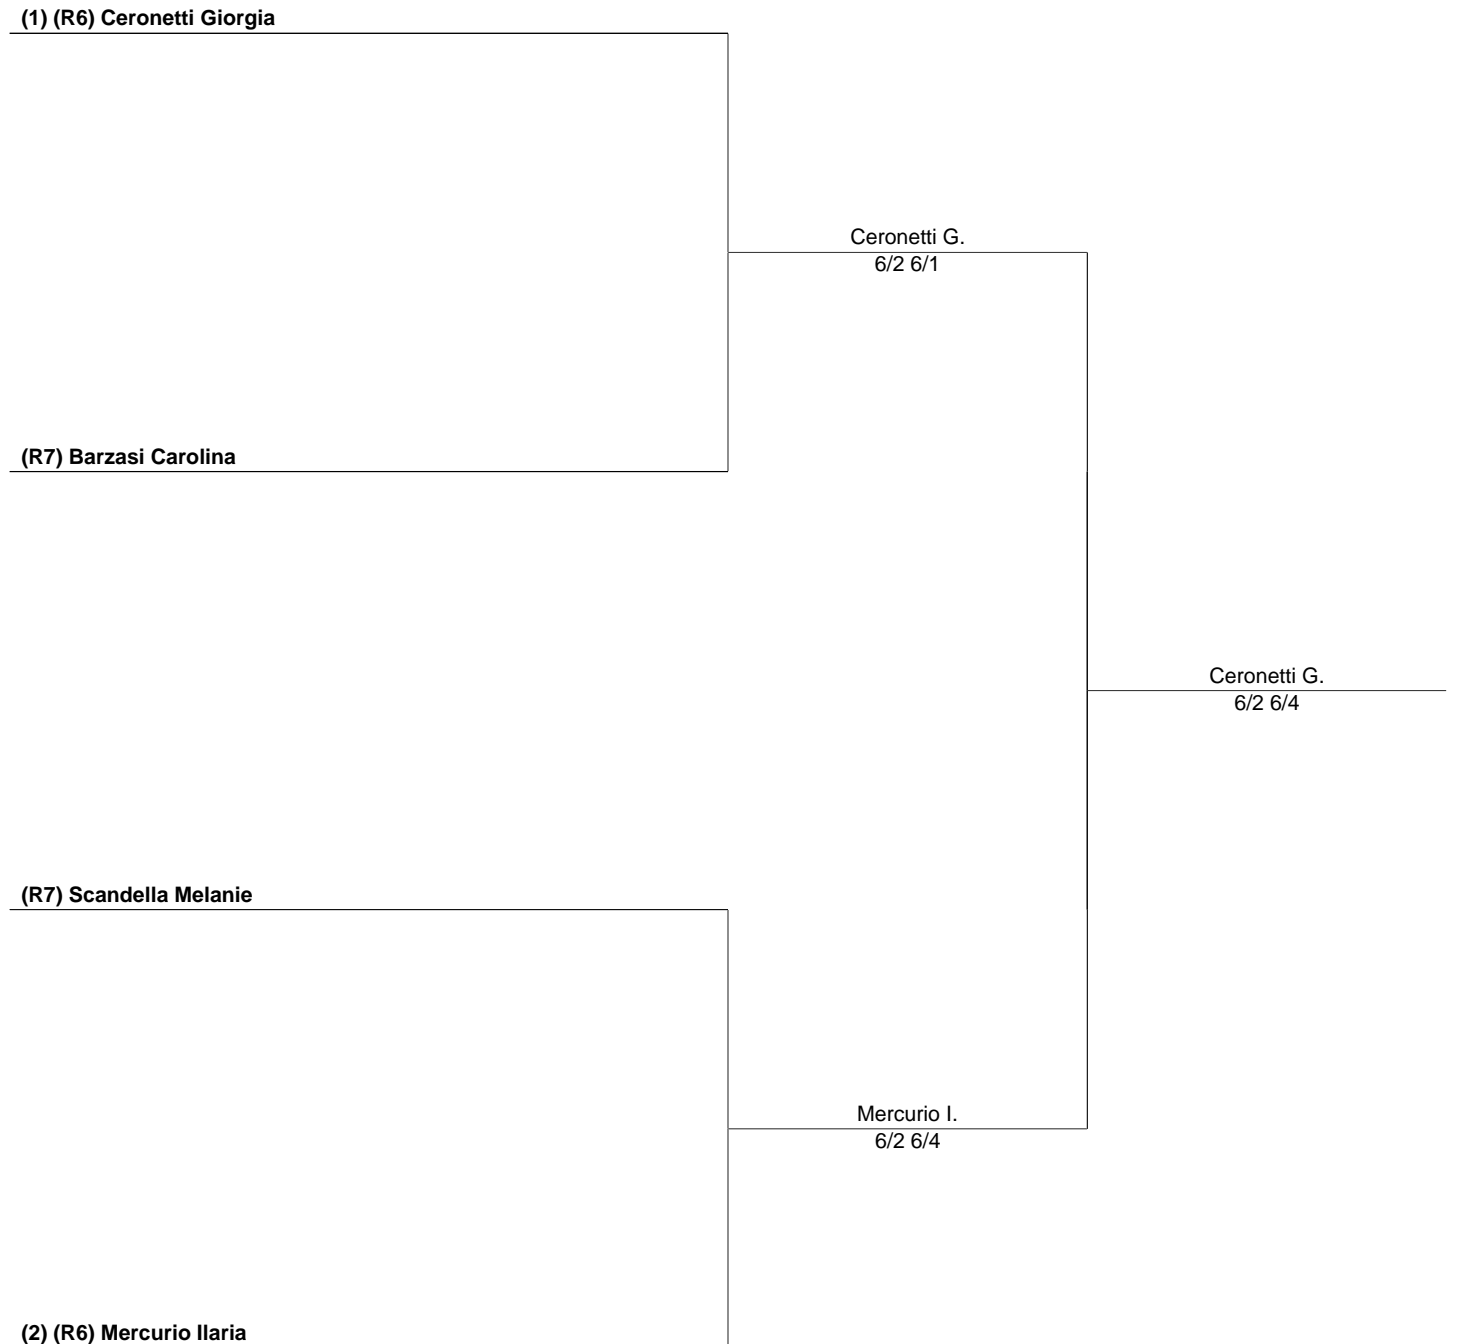 (1) (R6) Ceronetti Giorgia
Ceronetti G.
6/2 6/1
(R7) Barzasi Carolina
Ceronetti G.
6/2 6/4
(R7) Scandella Melanie
Mercurio I.
6/2 6/4
(2) (R6) Mercurio Ilaria